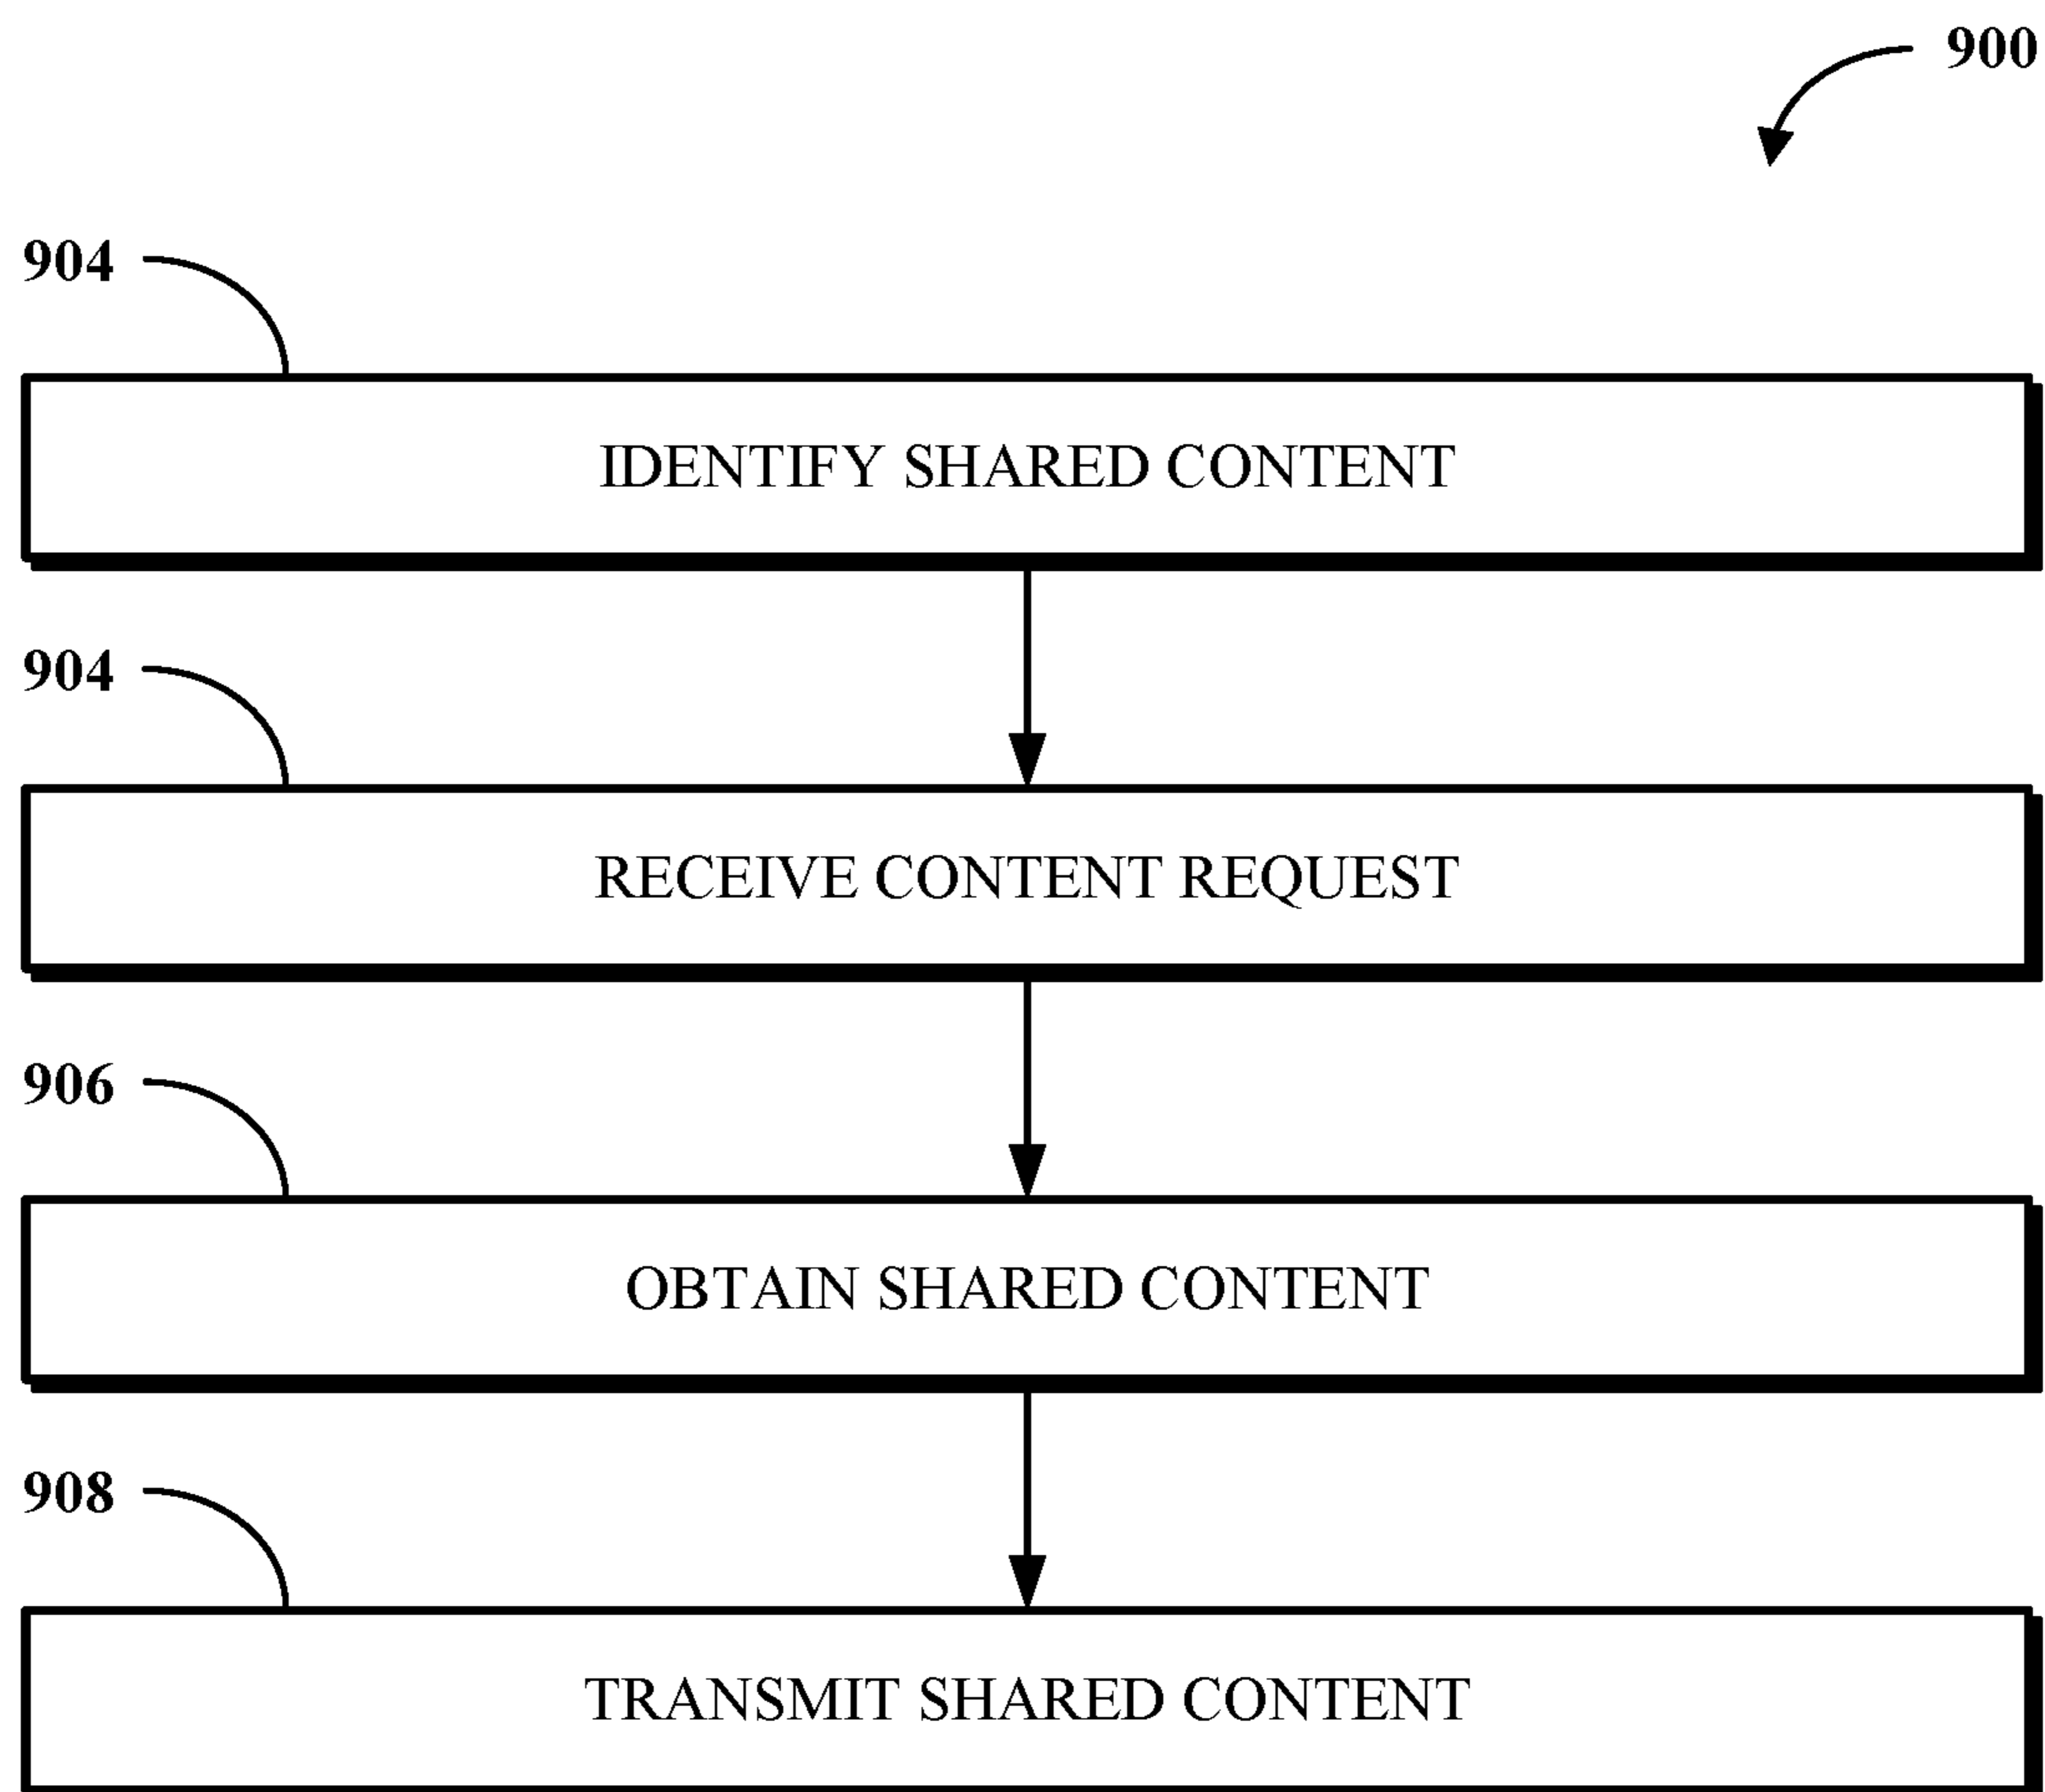 900
904
IDENTIFY SHARED CONTENT
904
RECEIVE CONTENT REQUEST
906
OBTAIN SHARED CONTENT
908
TRANSMIT SHARED CONTENT